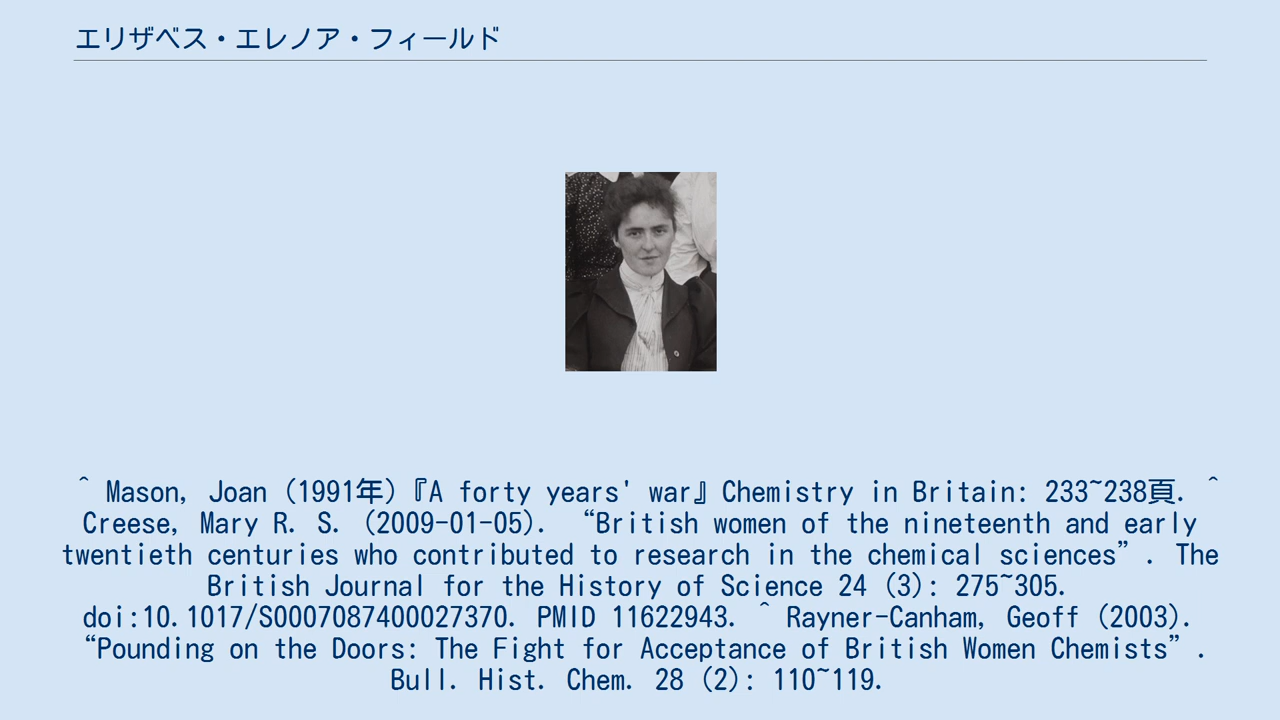 エリザベス・エレノア・フィールド
^ Mason, Joan (1991年)『A forty years' war』Chemistry in Britain: 233~238頁. ^
Creese, Mary R. S. (2009-01-05). “British women of the nineteenth and early
twentieth centuries who contributed to research in the chemical sciences”. The
British Journal for the History of Science 24 (3): 275~305.
doi:10.1017/S0007087400027370. PMID 11622943. ^ Rayner-Canham, Geoff (2003).
“Pounding on the Doors: The Fight for Acceptance of British Women Chemists”.
Bull. Hist. Chem. 28 (2): 110~119.